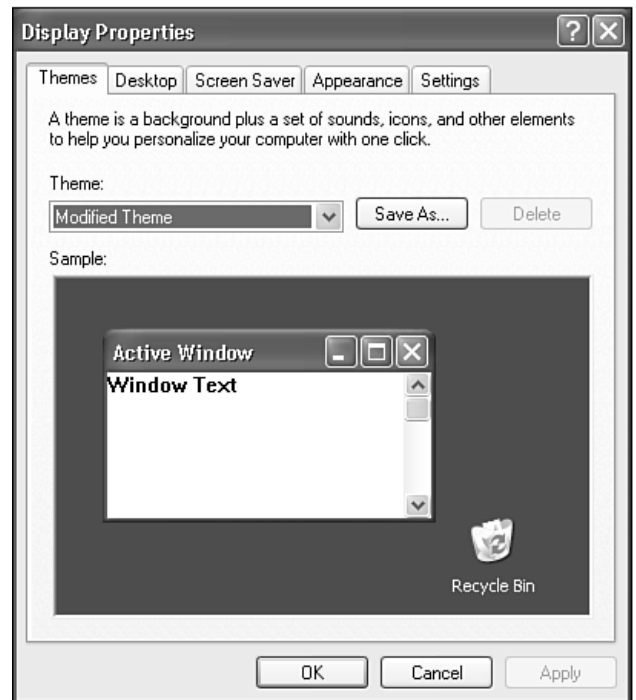 Display Properties
Themes Desktop Screen Saver Appearance Settings
A theme is a background plus a set of sounds, icons, and other elements
to help you personalize your computer with one click.
Theme:
Modified Theme Save As... Delete
Sample:
Active Window
Window Text
Recycle Bin
OK Cancel Apply